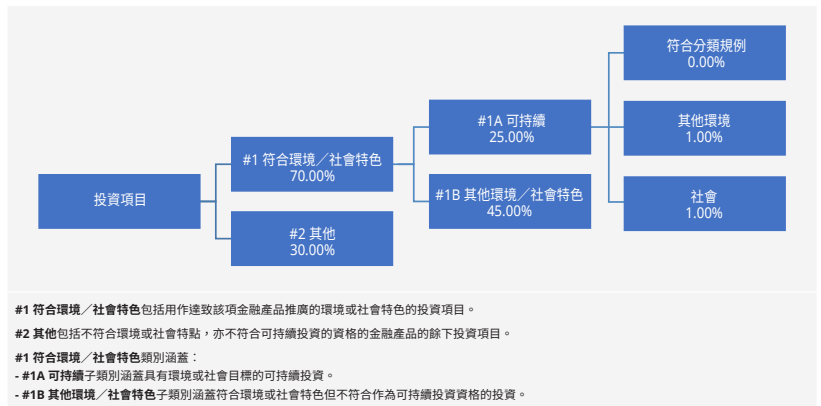 投資項目
#1 符合環境／社會特色
70.00%
#2 其他
30.00%
#1A 可持續
25.00%
#1B 其他環境／社會特色
45.00%
符合分類規例
0.00%
其他環境
1.00%
社會
1.00%
#1 符合環境／社會特色包括用作達致該項金融產品推廣的環境或社會特色的投資項目。
#2 其他包括不符合環境或社會特點，亦不符合可持續投資的資格的金融產品的餘下投資項目。
#1 符合環境／社會特色類別涵蓋：
- #1A 可持續子類別涵蓋具有環境或社會目標的可持續投資。
- #1B 其他環境／社會特色子類別涵蓋符合環境或社會特色但不符合作為可持續投資資格的投資。